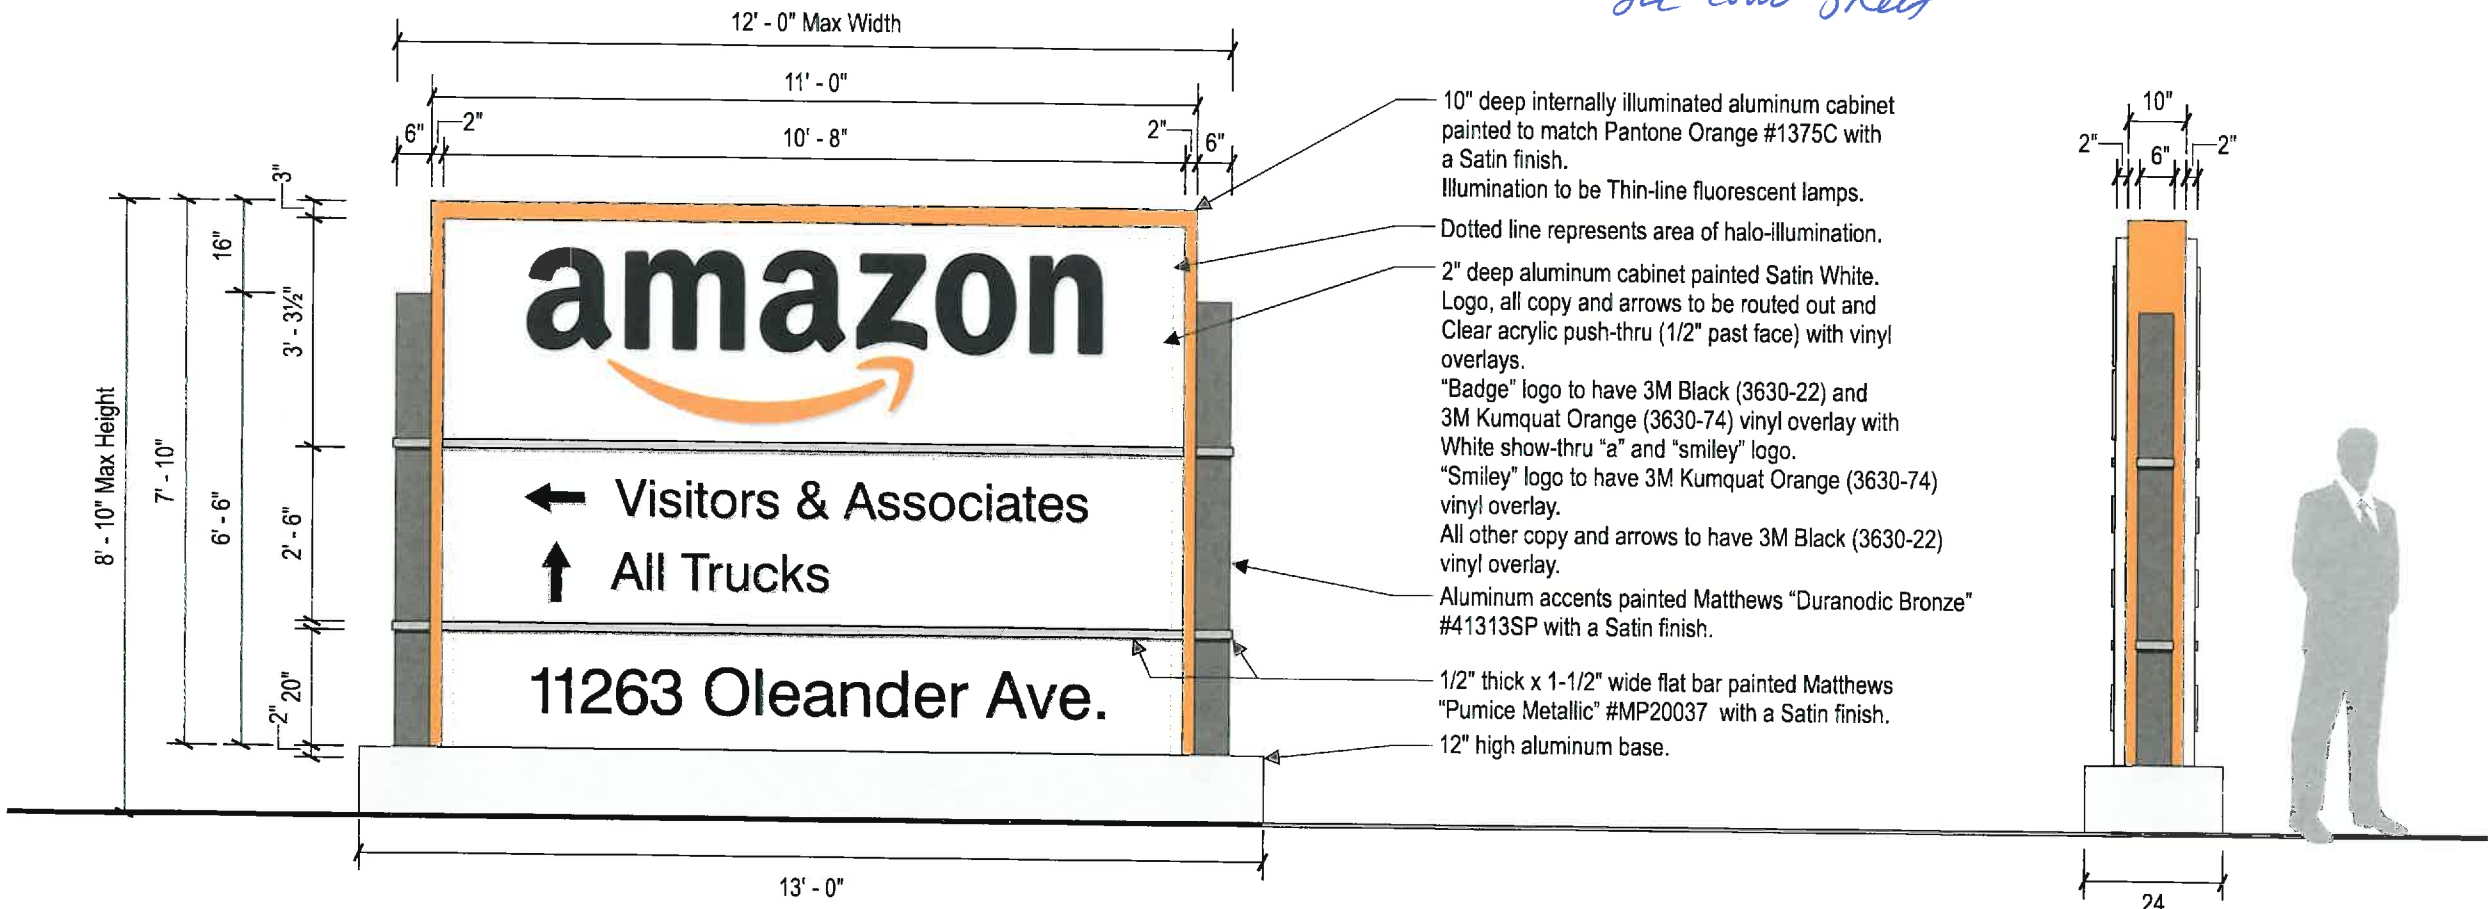 see cover sheet
12' - 0" Max Width
11' - 0"
6"
2"
10' - 8"
2"
6"
3"
16"
3' - 3½"
8' - 10" Max Height
7' - 10"
6' - 6"
2' - 6"
20"
2"
amazon
← Visitors & Associates
↑ All Trucks
11263 Oleander Ave.
13' - 0"
10" deep internally illuminated aluminum cabinet
painted to match Pantone Orange #1375C with
a Satin finish.
Illumination to be Thin-line fluorescent lamps.
Dotted line represents area of halo-illumination.
2" deep aluminum cabinet painted Satin White.
Logo, all copy and arrows to be routed out and
Clear acrylic push-thru (1/2" past face) with vinyl
overlays.
"Badge" logo to have 3M Black (3630-22) and
3M Kumquat Orange (3630-74) vinyl overlay with
White show-thru "a" and "smiley" logo.
"Smiley" logo to have 3M Kumquat Orange (3630-74)
vinyl overlay.
All other copy and arrows to have 3M Black (3630-22)
vinyl overlay.
Aluminum accents painted Matthews "Duranodic Bronze"
#41313SP with a Satin finish.
1/2" thick x 1-1/2" wide flat bar painted Matthews
"Pumice Metallic" #MP20037 with a Satin finish.
12" high aluminum base.
10"
2"
6"
2"
24